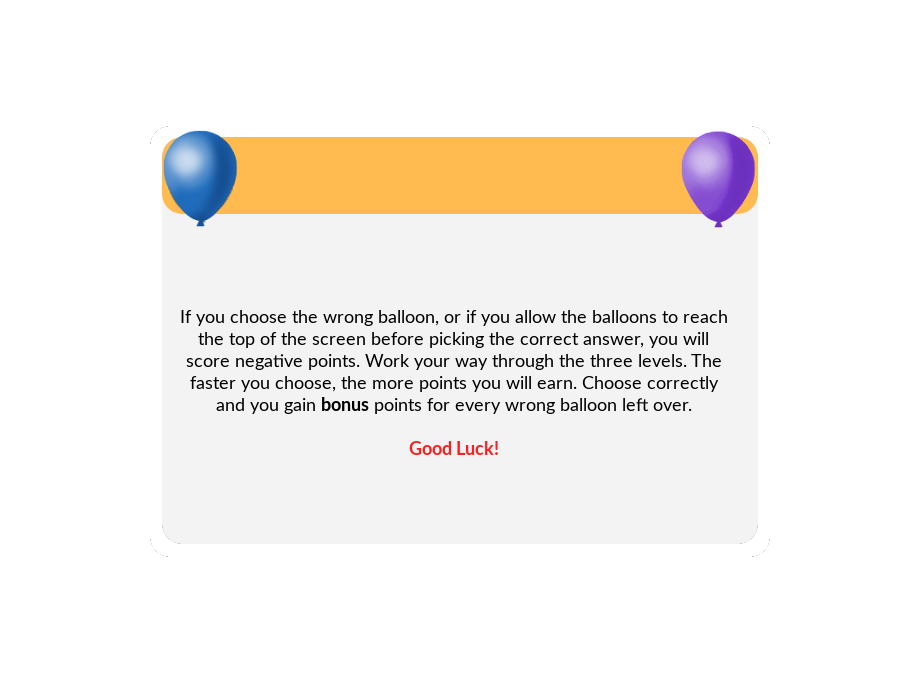 If you choose the wrong balloon, or if you allow the balloons to reach
the top of the screen before picking the correct answer, you will
score negative points. Work your way through the three levels. The
faster you choose, the more points you will earn. Choose correctly
and you gain bonus points for every wrong balloon left over.
Good Luck!